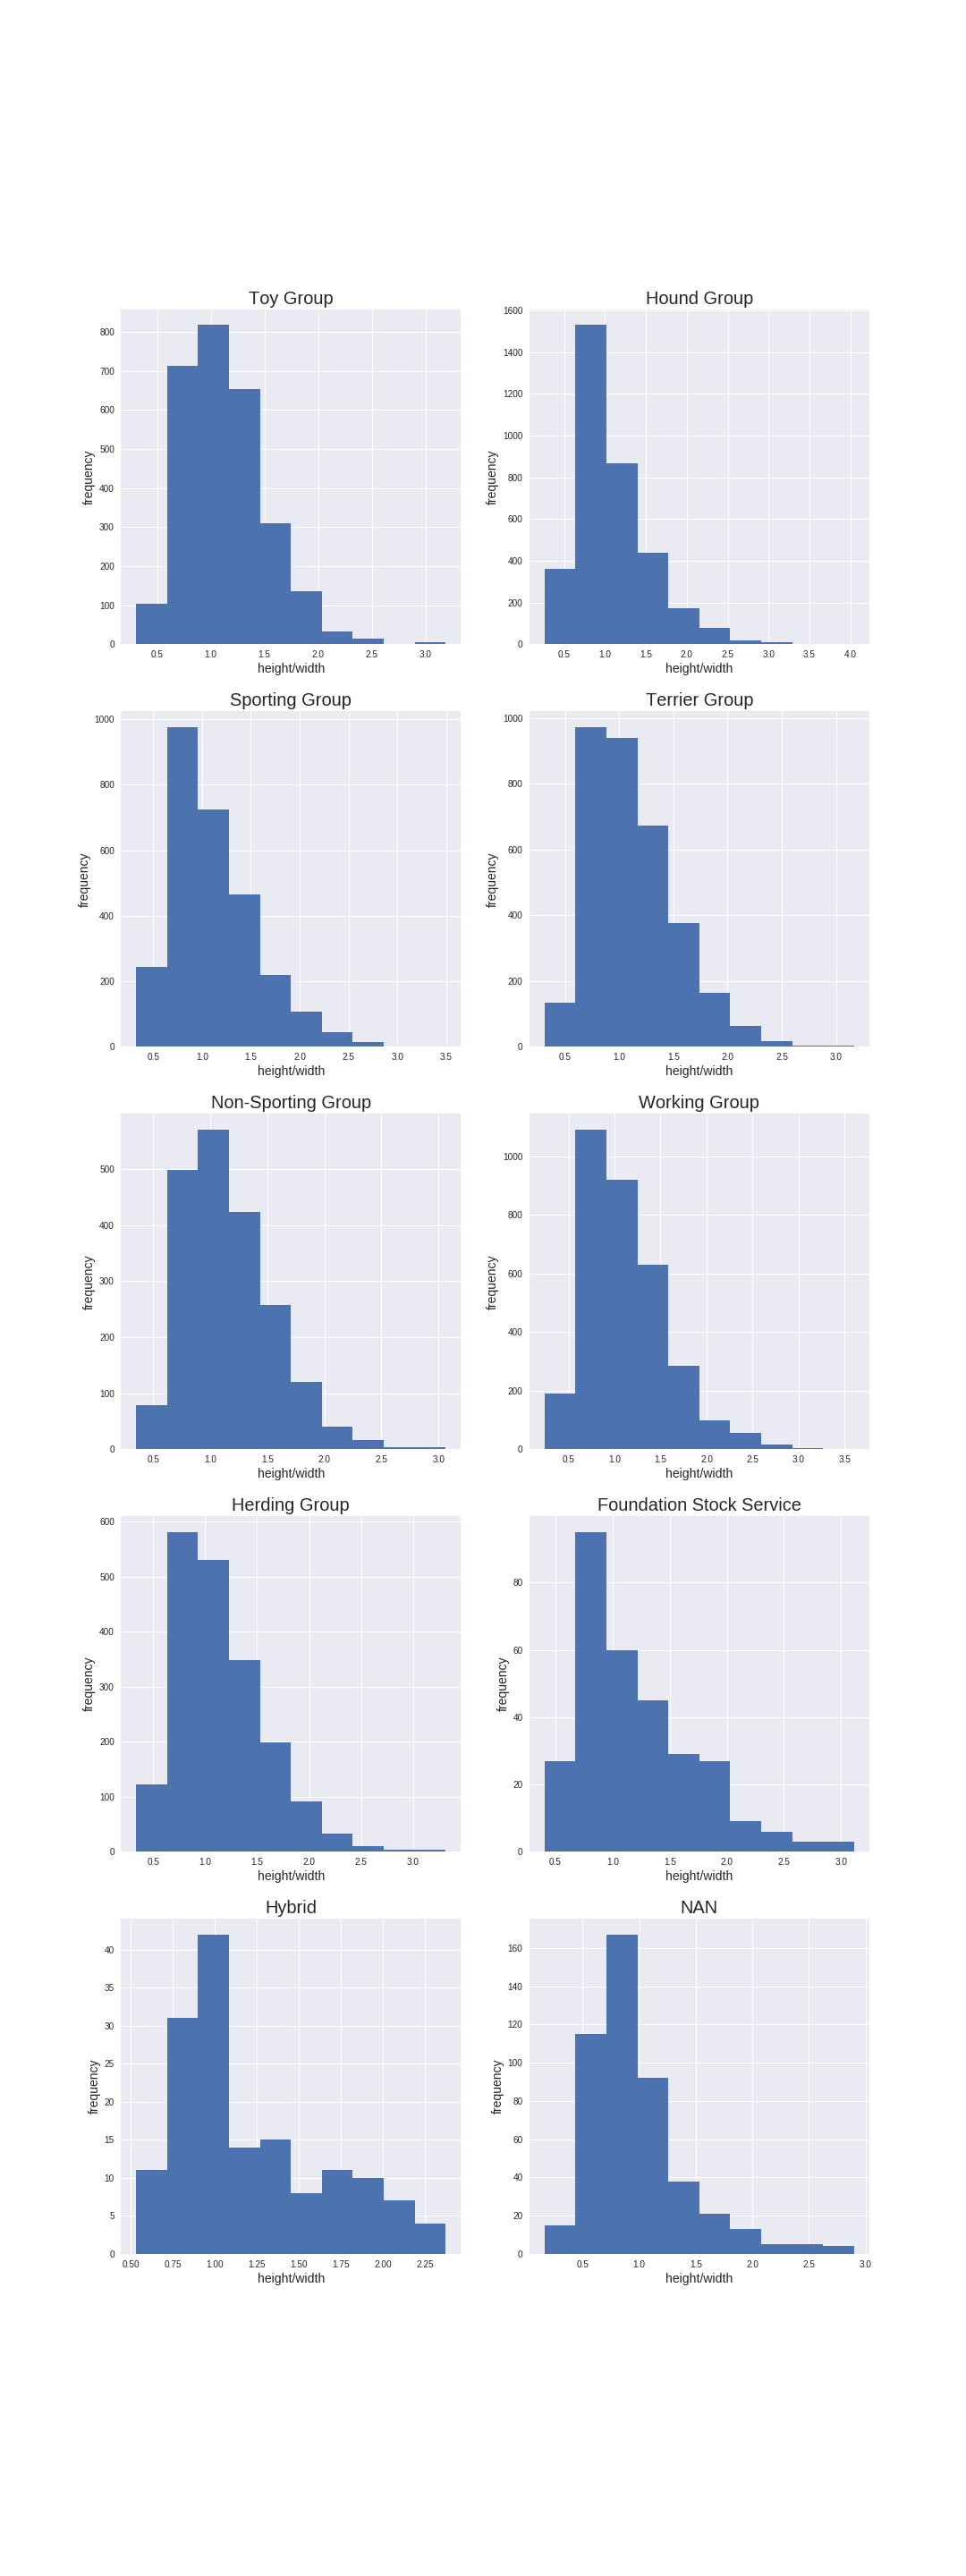 Toy Group
800
700
600
500
400
300
200
100
0
frequency
0.5 1.0 1.5 2.0 2.5 3.0
height/width
Hound Group
1600
1400
1200
1000
800
600
400
200
0
frequency
0.5 1.0 1.5 2.0 2.5 3.0 3.5 4.0
height/width
Sporting Group
1000
800
600
400
200
0
frequency
0.5 1.0 1.5 2.0 2.5 3.0 3.5
height/width
Terrier Group
1000
800
600
400
200
0
frequency
0.5 1.0 1.5 2.0 2.5 3.0
height/width
Non-Sporting Group
500
400
300
200
100
0
frequency
0.5 1.0 1.5 2.0 2.5 3.0
height/width
Working Group
1000
800
600
400
200
0
frequency
0.5 1.0 1.5 2.0 2.5 3.0 3.5
height/width
Herding Group
600
500
400
300
200
100
0
frequency
0.5 1.0 1.5 2.0 2.5 3.0
height/width
Foundation Stock Service
80
60
40
20
0
frequency
0.5 1.0 1.5 2.0 2.5 3.0
height/width
Hybrid
40
35
30
25
20
15
10
5
0
frequency
0.50 0.75 1.00 1.25 1.50 1.75 2.00 2.25
height/width
NAN
160
140
120
100
80
60
40
20
0
frequency
0.5 1.0 1.5 2.0 2.5 3.0
height/width